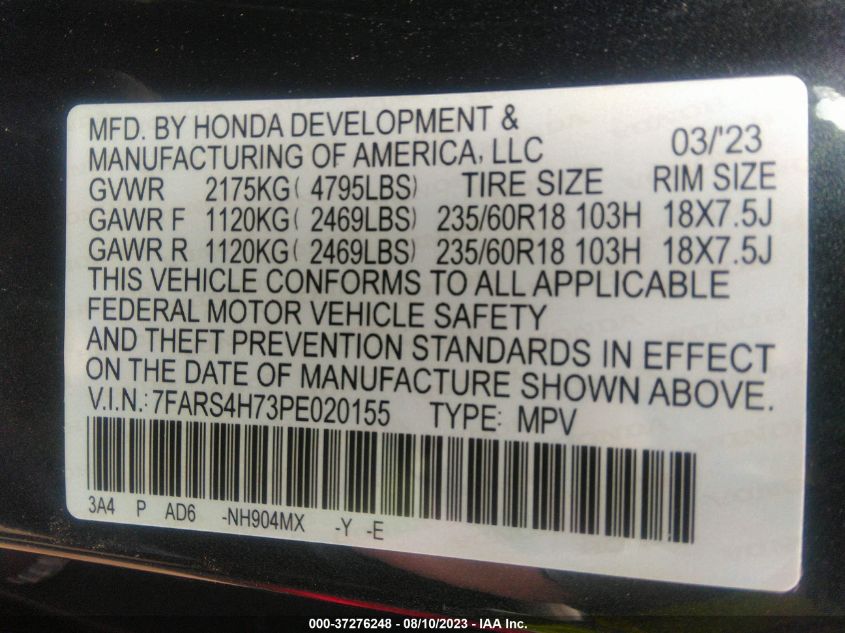 MFD. BY HONDA DEVELOPMENT &
MANUFACTURING OF AMERICA, LLC 03/'23
GVWR 2175KG( 4795LBS) TIRE SIZE RIM SIZE
GAWR F 1120KG( 2469LBS) 235/60R18 103H 18X7.5J
GAWR R 1120KG( 2469LBS) 235/60R18 103H 18X7.5J
THIS VEHICLE CONFORMS TO ALL APPLICABLE
FEDERAL MOTOR VEHICLE SAFETY
AND THEFT PREVENTION STANDARDS IN EFFECT
ON THE DATE OF MANUFACTURE SHOWN ABOVE.
V.I.N.: 7FARS4H73PE020155 TYPE: MPV
3A4 P AD6 -NH904MX -Y -E
000-37276248 - 08/10/2023 - IAA Inc.